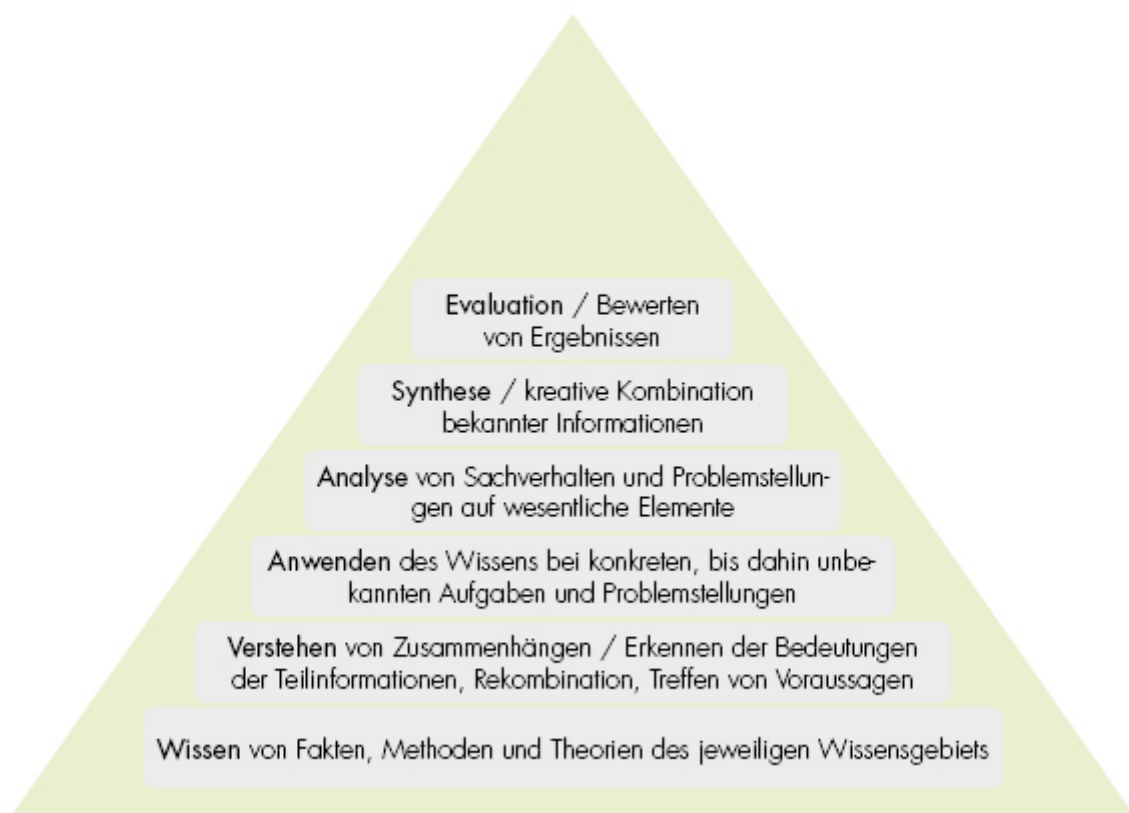 Evaluation / Bewerten
von Ergebnissen
Synthese / kreative Kombination
bekannter Informationen
Analyse von Sachverhalten und Problemstellun-
gen auf wesentliche Elemente
Anwenden des Wissens bei konkreten, bis dahin unbe-
kannten Aufgaben und Problemstellungen
Verstehen von Zusammenhängen / Erkennen der Bedeutungen
der Teilinformationen, Rekombination, Treffen von Voraussagen
Wissen von Fakten, Methoden und Theorien des jeweiligen Wissensgebiets